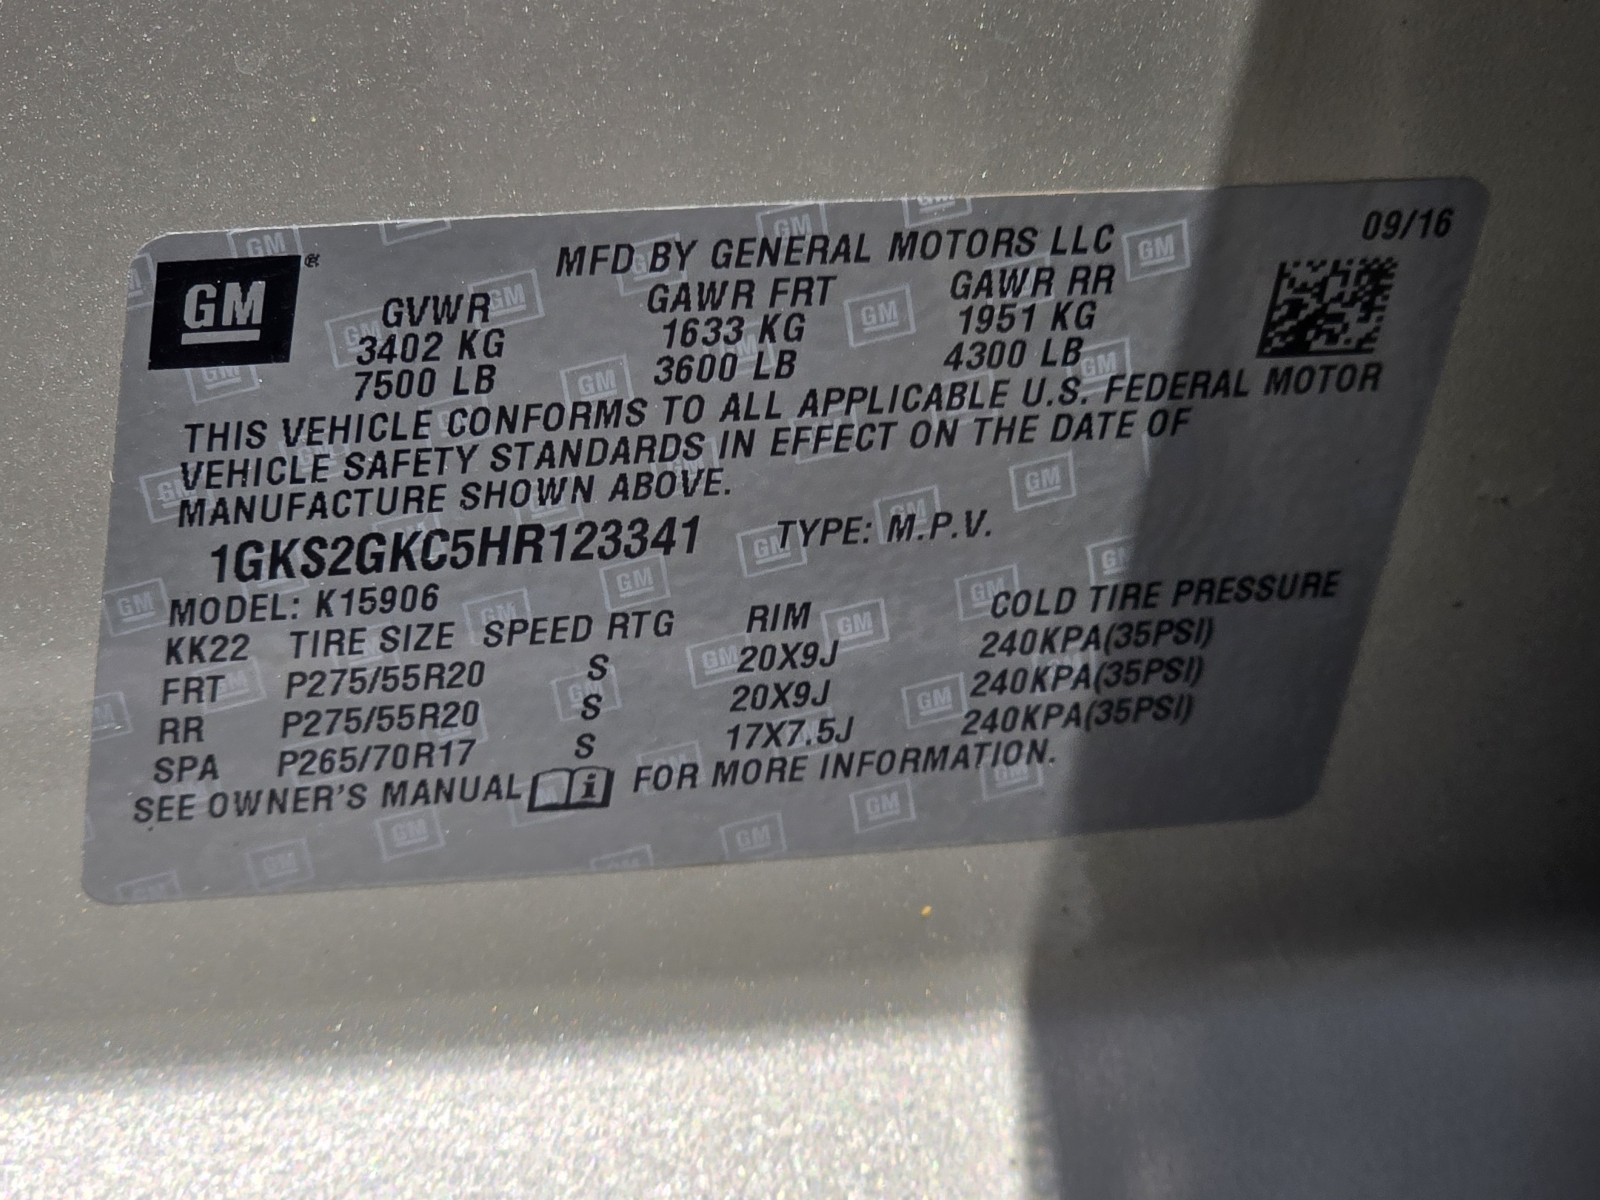 GM®
MFD BY GENERAL MOTORS LLC 09/16
GVWR GAWR FRT GAWR RR
3402 KG 1633 KG 1951 KG
7500 LB 3600 LB 4300 LB
THIS VEHICLE CONFORMS TO ALL APPLICABLE U.S. FEDERAL MOTOR
VEHICLE SAFETY STANDARDS IN EFFECT ON THE DATE OF
MANUFACTURE SHOWN ABOVE.
1GKS2GKC5HR123341 TYPE: M.P.V.
MODEL: K15906
KK22 TIRE SIZE SPEED RTG RIM COLD TIRE PRESSURE
FRT P275/55R20 S 20X9J 240KPA(35PSI)
RR P275/55R20 S 20X9J 240KPA(35PSI)
SPA P265/70R17 S 17X7.5J 240KPA(35PSI)
SEE OWNER'S MANUAL i FOR MORE INFORMATION.